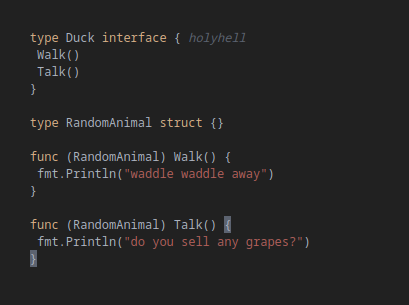 type Duck interface { holyhell
 Walk()
 Talk()
}

type RandomAnimal struct {}

func (RandomAnimal) Walk() {
 fmt.Println("waddle waddle away")
}

func (RandomAnimal) Talk() {
 fmt.Println("do you sell any grapes?")
}